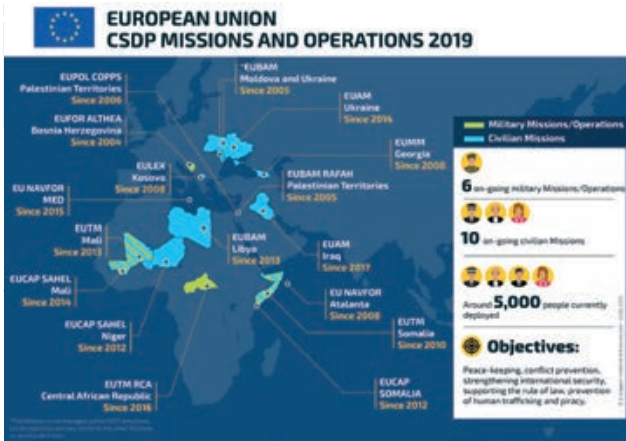 EUROPEAN UNION
CSDP MISSIONS AND OPERATIONS 2019
EUPOL COPPS
Palestinian Territories
Since 2006
EUFOR ALTHEA
Bosnia Herzegovina
Since 2004
EULEX
Kosovo
Since 2008
EU NAVFOR
MED
Since 2015
EUTM
Mali
Since 2013
EUCAP SAHEL
Mali
Since 2014
EUCAP SAHEL
Niger
Since 2012
EUTM RCA
Central African Republic
Since 2016
*EUBAM
Moldova and Ukraine
Since 2005
EUAM
Ukraine
Since 2014
EUMM
Georgia
Since 2008
EUBAM RAFAH
Palestinian Territories
Since 2005
EUBAM
Libya
Since 2013
EUAM
Iraq
Since 2017
EU NAVFOR
Atalanta
Since 2008
EUTM
Somalia
Since 2010
EUCAP
SOMALIA
Since 2012
Military Missions/Operations
Civilian Missions
6 on-going military Missions/Operations
10 on-going civilian Missions
Around 5,000 people currently
deployed
Objectives:
Peace-keeping, conflict prevention,
strengthening international security,
supporting the rule of law, prevention
of human trafficking and piracy.